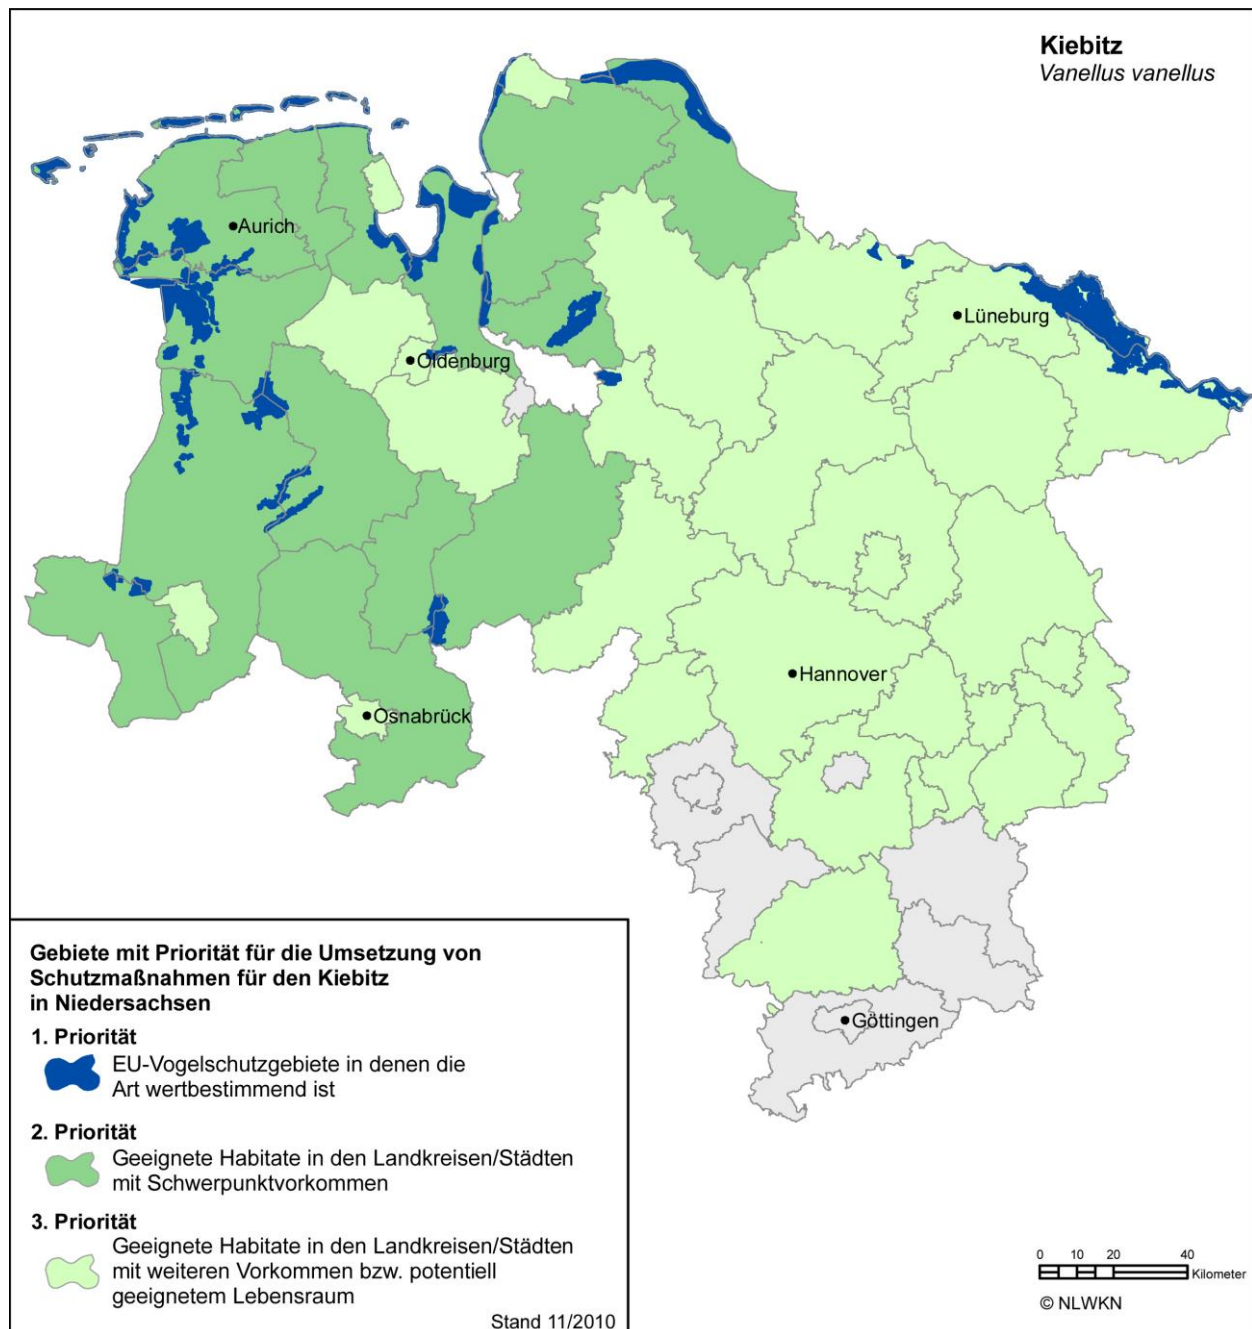 Kiebitz
Vanellus vanellus
Aurich
Lüneburg
Oldenburg
Hannover
Osnabrück
Göttingen
Gebiete mit Priorität für die Umsetzung von
Schutzmaßnahmen für den Kiebitz
in Niedersachsen
1. Priorität
EU-Vogelschutzgebiete in denen die
Art wertbestimmend ist
2. Priorität
Geeignete Habitate in den Landkreisen/Städten
mit Schwerpunktvorkommen
3. Priorität
Geeignete Habitate in den Landkreisen/Städten
mit weiteren Vorkommen bzw. potentiell
geeignetem Lebensraum
Stand 11/2010
0 10 20 40
Kilometer
© NLWKN